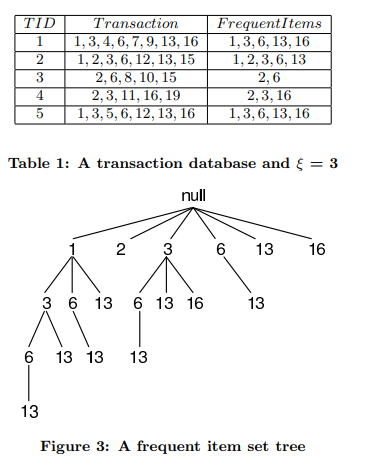 TID Transaction FrequentItems
1 1, 3, 4, 6, 7, 9, 13, 16 1, 3, 6, 13, 16
2 1, 2, 3, 6, 12, 13, 15 1, 2, 3, 6, 13
3 2, 6, 8, 10, 15 2, 6
4 2, 3, 11, 16, 19 2, 3, 16
5 1, 3, 5, 6, 12, 13, 16 1, 3, 6, 13, 16
Table 1: A transaction database and ξ = 3
null
1 2 3 6 13 16
3 6 13 6 13 16 13
6 13 13 13
13
Figure 3: A frequent item set tree